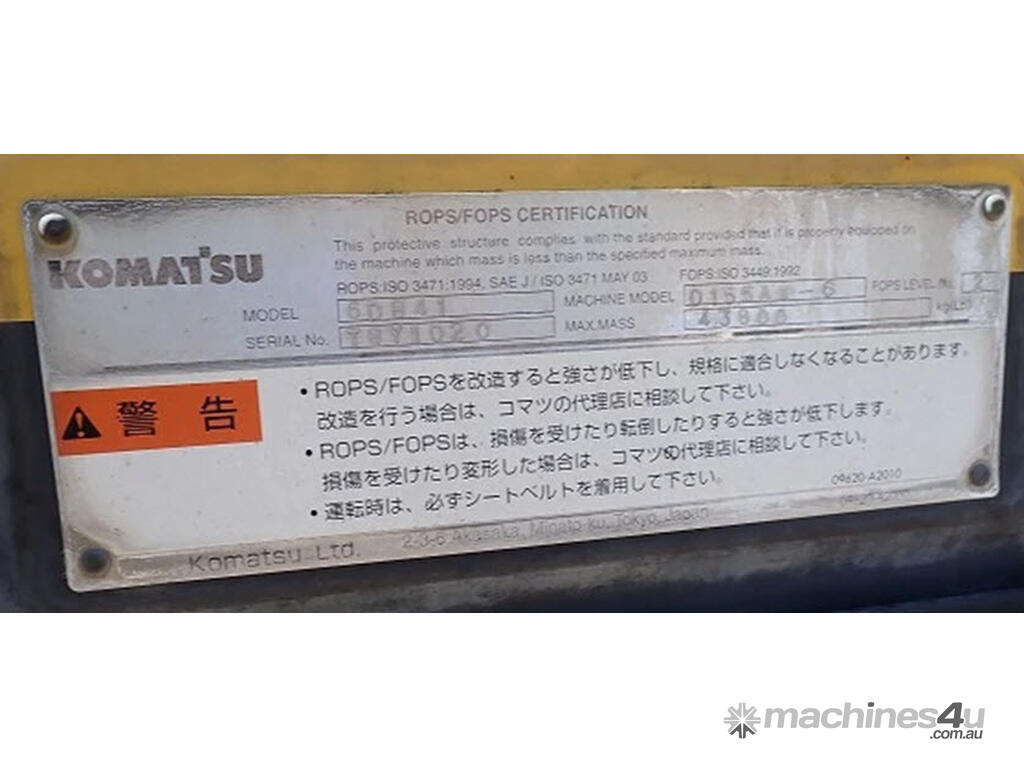 ROPS/FOPS CERTIFICATION
This protective structure complies with the standard provided that it is properly equipped on
the machine which mass is less than the specified maximum mass.
KOMATSU
ROPS:ISO 3471:1994, SAE J / ISO 3471 MAY 03 FOPS:ISO 3449:1992
MODEL 6D841 MACHINE MODEL D155AX-6 FOPS LEVEL 2
SERIAL No. Y8Y1020 MAX.MASS 43800 kg
警告
• ROPS/FOPSを改造すると強さが低下し、規格に適合しなくなることがあります。
改造を行う場合は、コマツの代理店に相談して下さい。
• ROPS/FOPSは、損傷を受けたり転倒したりすると強さが低下します。
損傷を受けたり変形した場合は、コマツの代理店に相談して下さい。
• 運転時は、必ずシートベルトを着用して下さい。
09620-A2010
Komatsu Ltd. 2-3-6 Akasaka, Minato-ku, Tokyo, Japan
machines4u
.com.au